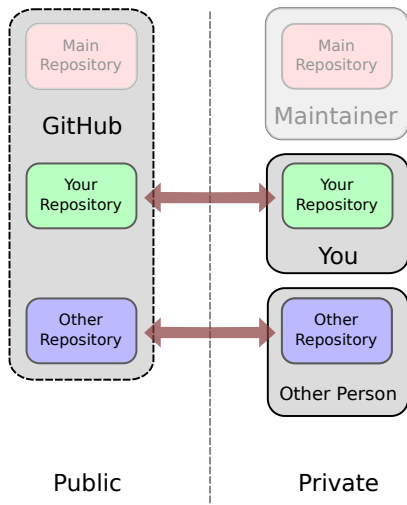 Main
Repository
GitHub
Your
Repository
Other
Repository
Public
Main
Repository
Maintainer
Your
Repository
You
Other
Repository
Other Person
Private